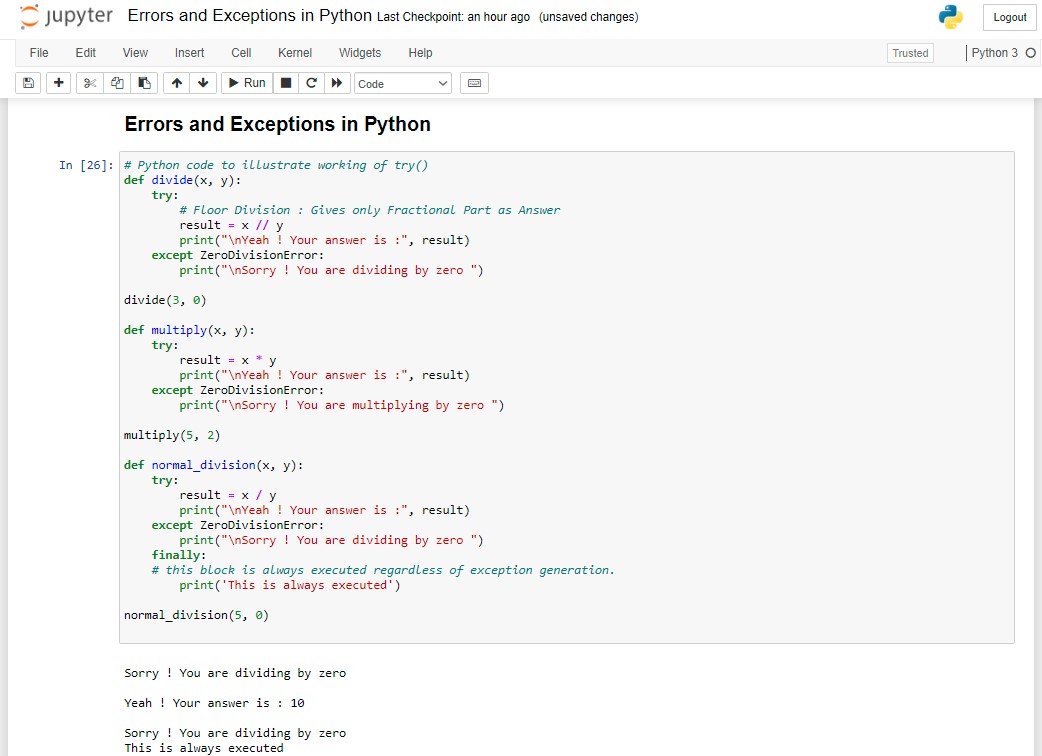 jupyter Errors and Exceptions in Python Last Checkpoint: an hour ago (unsaved changes) Logout
File Edit View Insert Cell Kernel Widgets Help Trusted Python 3
Run Code
Errors and Exceptions in Python
In [26]: # Python code to illustrate working of try()
def divide(x, y):
    try:
        # Floor Division : Gives only Fractional Part as Answer
        result = x // y
        print("\nYeah ! Your answer is :", result)
    except ZeroDivisionError:
        print("\nSorry ! You are dividing by zero ")
divide(3, 0)
def multiply(x, y):
    try:
        result = x * y
        print("\nYeah ! Your answer is :", result)
    except ZeroDivisionError:
        print("\nSorry ! You are multiplying by zero ")
multiply(5, 2)
def normal_division(x, y):
    try:
        result = x / y
        print("\nYeah ! Your answer is :", result)
    except ZeroDivisionError:
        print("\nSorry ! You are dividing by zero ")
    finally:
    # this block is always executed regardless of exception generation.
        print('This is always executed')
normal_division(5, 0)
Sorry ! You are dividing by zero
Yeah ! Your answer is : 10
Sorry ! You are dividing by zero
This is always executed